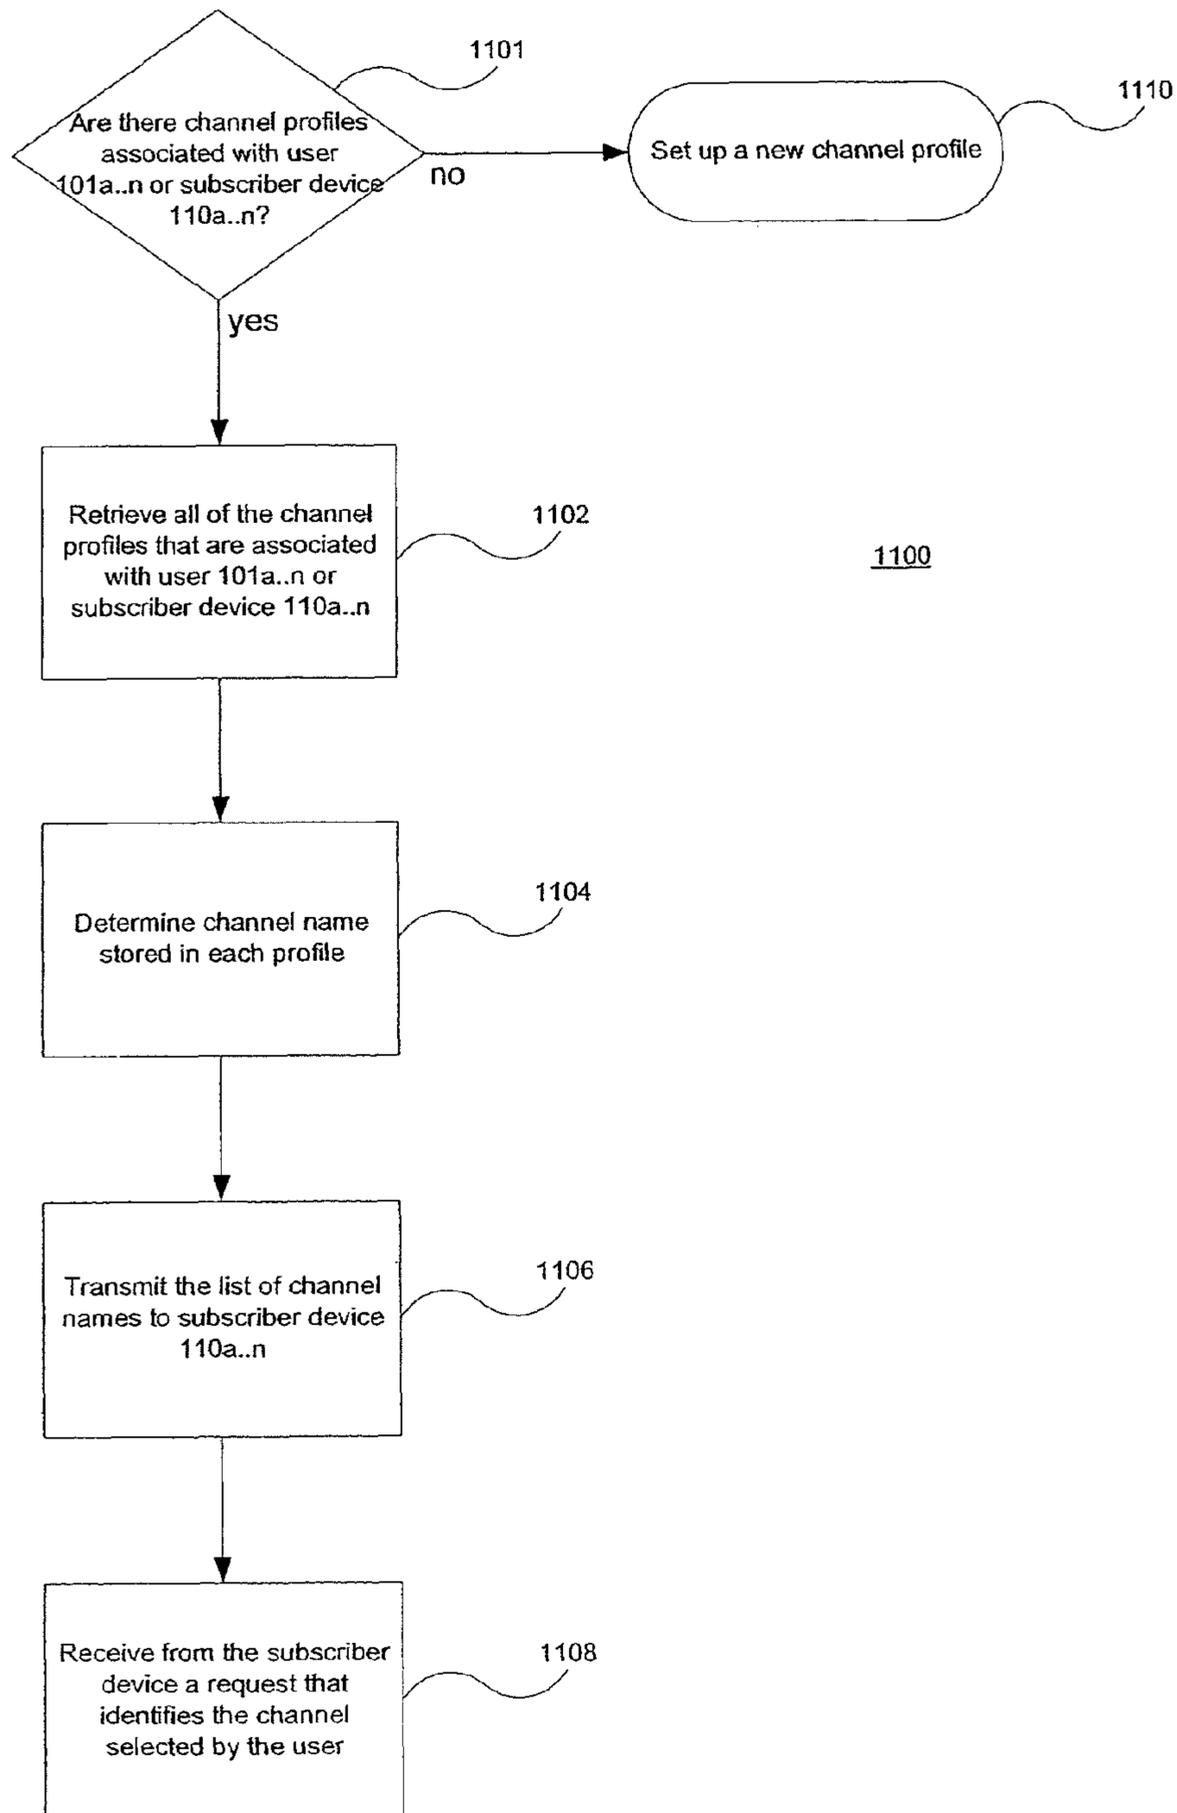 1101
Are there channel profiles
associated with user
101a..n or subscriber device
110a..n?
no
1110
Set up a new channel profile
yes
1102
Retrieve all of the channel
profiles that are associated
with user 101a..n or
subscriber device 110a..n
1100
1104
Determine channel name
stored in each profile
1106
Transmit the list of channel
names to subscriber device
110a..n
1108
Receive from the subscriber
device a request that
identifies the channel
selected by the user